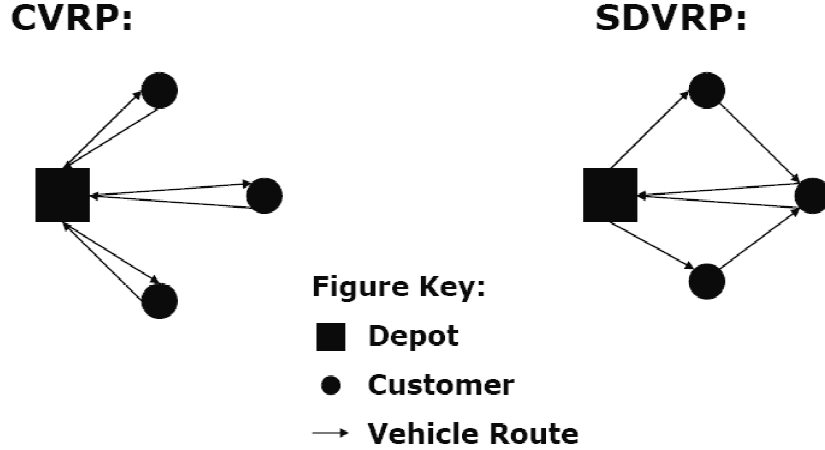 CVRP:
SDVRP:
Figure Key:
Depot
Customer
Vehicle Route